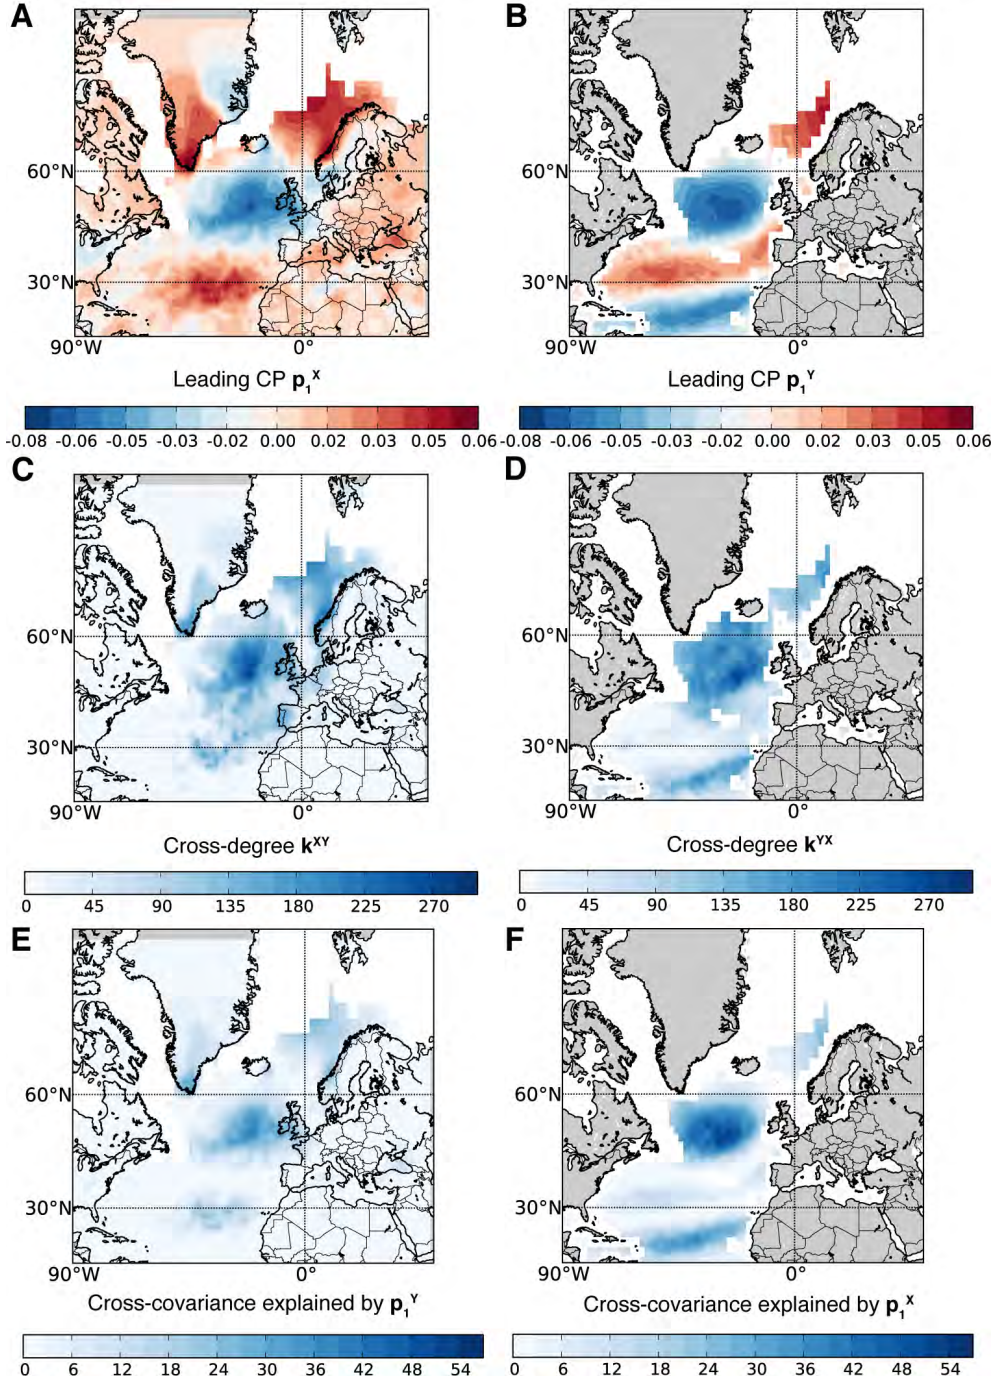 A B
60°N 60°N
30°N 30°N
90°W 0° 90°W 0°
Leading CP p₁ˣ Leading CP p₁ʸ
-0.08 -0.06 -0.05 -0.03 -0.02 0.00 0.02 0.03 0.05 0.06 -0.08 -0.06 -0.05 -0.03 -0.02 0.00 0.02 0.03 0.05 0.06
C D
60°N 60°N
30°N 30°N
90°W 0° 90°W 0°
Cross-degree kXY Cross-degree kYX
0 45 90 135 180 225 270 0 45 90 135 180 225 270
E F
60°N 60°N
30°N 30°N
90°W 0° 90°W 0°
Cross-covariance explained by p₁ʸ Cross-covariance explained by p₁ˣ
0 6 12 18 24 30 36 42 48 54 0 6 12 18 24 30 36 42 48 54